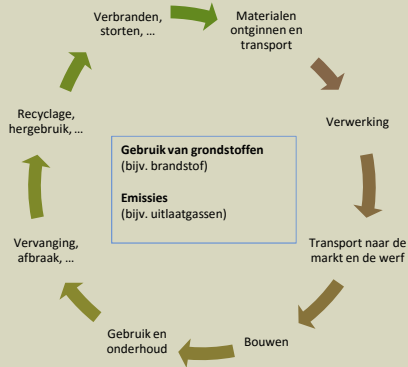 Verbranden,
storten, ...
Materialen
ontginnen en
transport
Recyclage,
hergebruik, ...
Verwerking
Gebruik van grondstoffen
(bijv. brandstof)
Emissies
(bijv. uitlaatgassen)
Vervanging,
afbraak, ...
Transport naar de
markt en de werf
Gebruik en
onderhoud
Bouwen